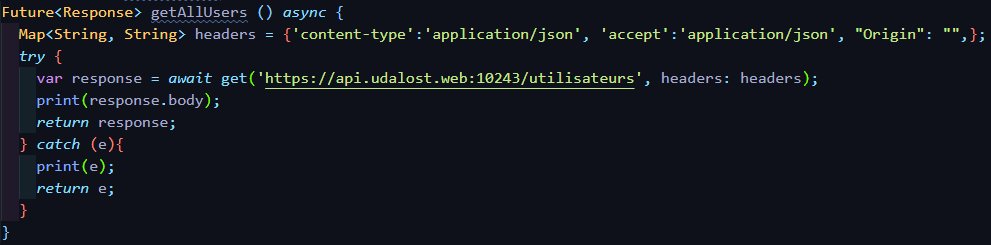 Future<Response> getAllUsers () async {
  Map<String, String> headers = {'content-type':'application/json', 'accept':'application/json', "Origin": "",};
  try {
    var response = await get('https://api.udalost.web:10243/utilisateurs', headers: headers);
    print(response.body);
    return response;
  } catch (e){
    print(e);
    return e;
  }
}